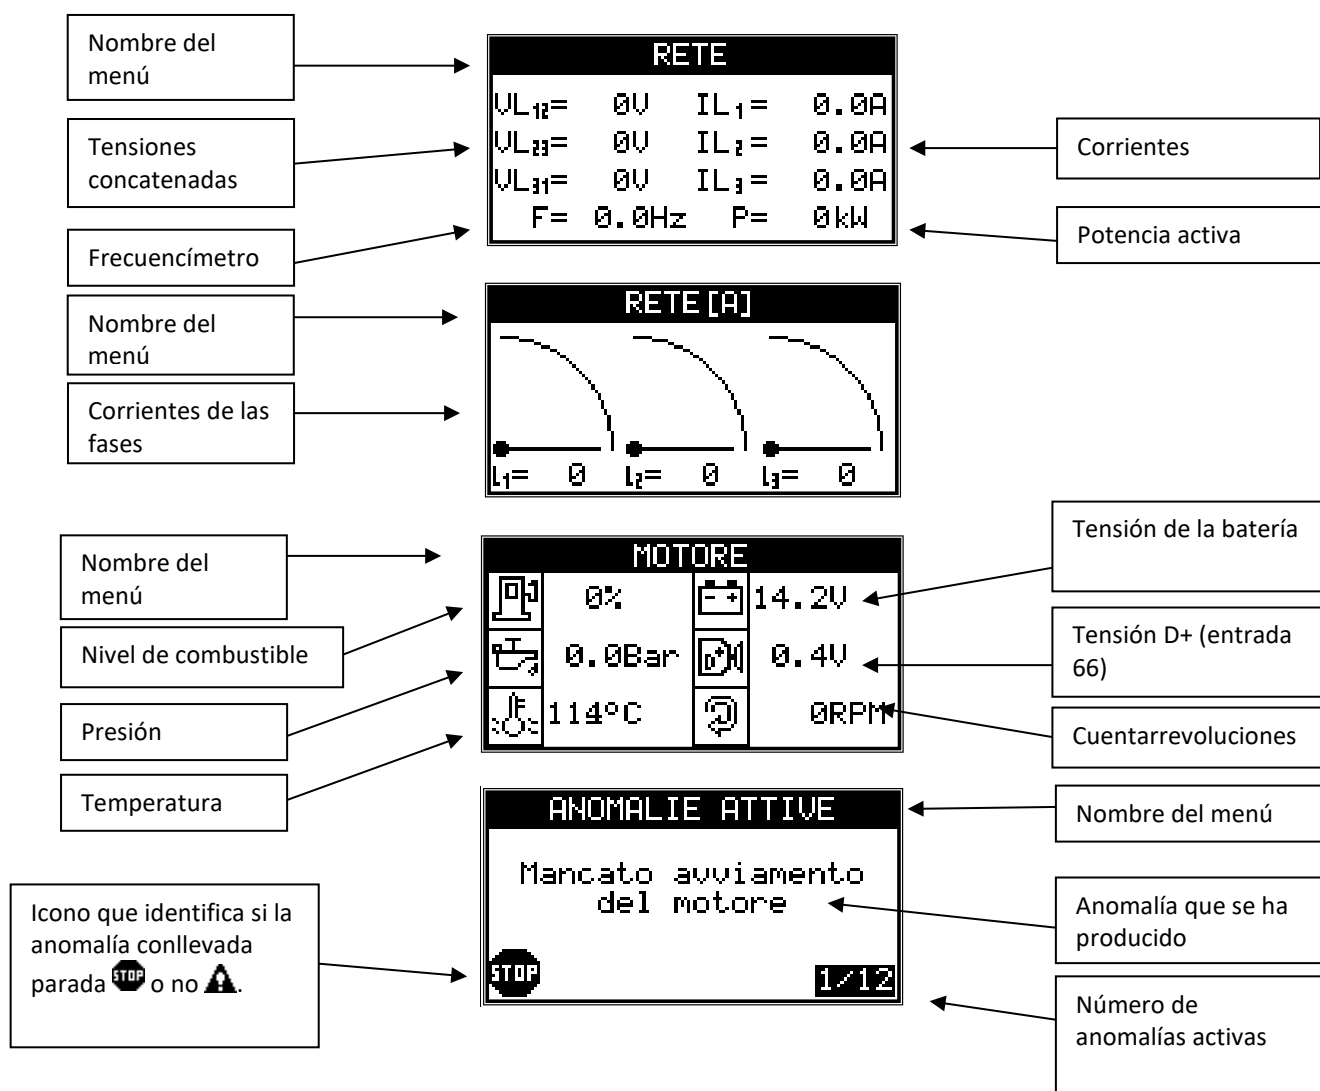 Nombre del
menú
Tensiones
concatenadas
Frecuencímetro
RETE
VL12= 0V IL1= 0.0A
VL23= 0V IL2= 0.0A
VL31= 0V IL3= 0.0A
F= 0.0Hz P= 0kW
Corrientes
Potencia activa
Nombre del
menú
Corrientes de las
fases
RETE[A]
L1= 0 L2= 0 L3= 0
Nombre del
menú
Nivel de combustible
Presión
Temperatura
MOTORE
0% - + 14.2V
0.0Bar D+ 0.4V
114ºC 0RPM
Tensión de la batería
Tensión D+ (entrada
66)
Cuentarrevoluciones
Icono que identifica si la
anomalía conllevada
parada STOP o no .
ANOMALIE ATTIVE
Mancato avviamento
del motore
STOP 1/12
Nombre del menú
Anomalía que se ha
producido
Número de
anomalías activas